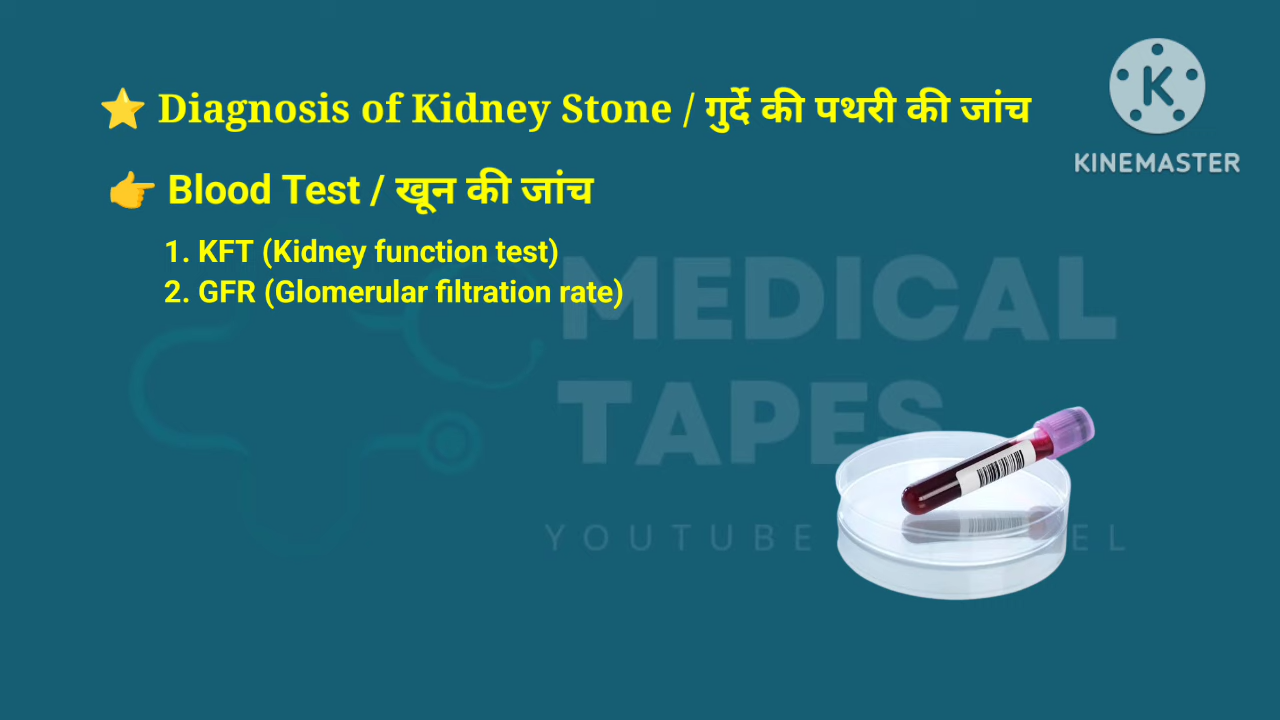 ⭐ Diagnosis of Kidney Stone / गुर्दे की पथरी की जांच
KINEMASTER
👉 Blood Test / खून की जांच
1. KFT (Kidney function test)
2. GFR (Glomerular filtration rate)
MEDICAL
TAPES
YOUTUBE